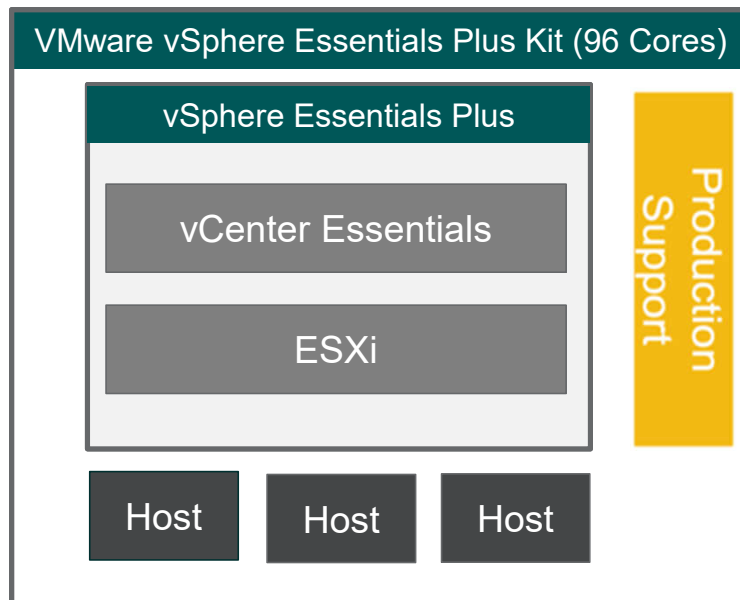 VMware vSphere Essentials Plus Kit (96 Cores)
vSphere Essentials Plus
vCenter Essentials
ESXi
Production
Support
Host
Host
Host